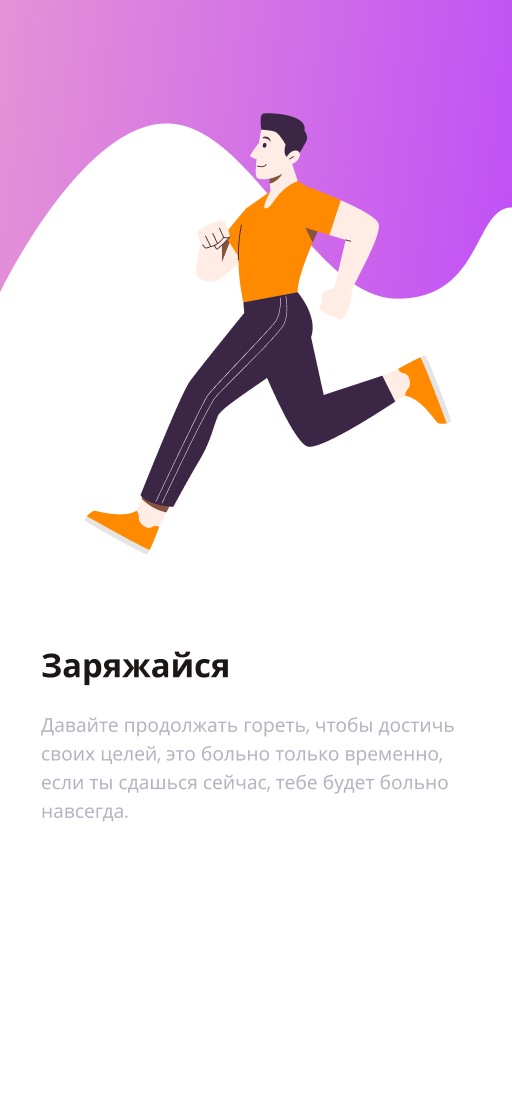 Заряжайся
Давайте продолжать гореть, чтобы достичь
своих целей, это больно только временно,
если ты сдашься сейчас, тебе будет больно
навсегда.